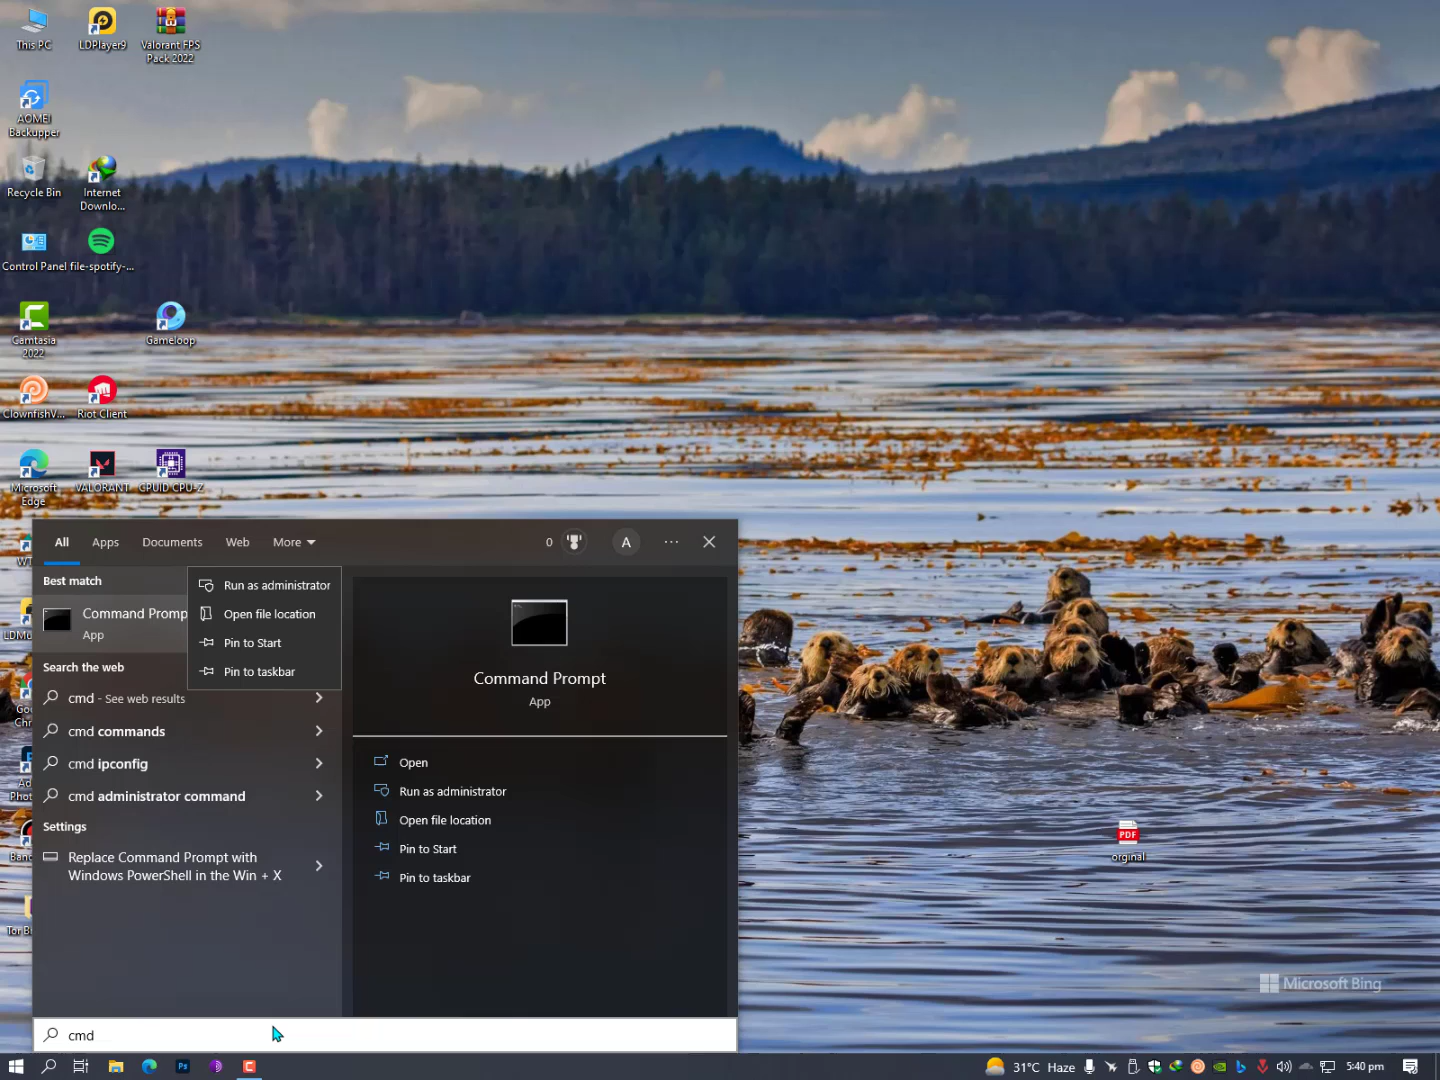 This PC
LDPlayer9
Valorant FPS
Pack 2022
AOMEI
Backupper
Recycle Bin
Internet
Downlo...
Control Panel
file-spotify-...
Camtasia
2022
Gameloop
ClownfishV...
Riot Client
Microsoft
Edge
VALORANT
CPUID CPU-Z
All
Apps
Documents
Web
More
0
A
Best match
Command Promp
App
Run as administrator
Open file location
Pin to Start
Pin to taskbar
Search the web
cmd - See web results
cmd commands
cmd ipconfig
cmd administrator command
Settings
Replace Command Prompt with
Windows PowerShell in the Win + X
Command Prompt
App
Open
Run as administrator
Open file location
Pin to Start
Pin to taskbar
PDF
orginal
Microsoft Bing
cmd
Ps
31°C Haze
5:40 pm